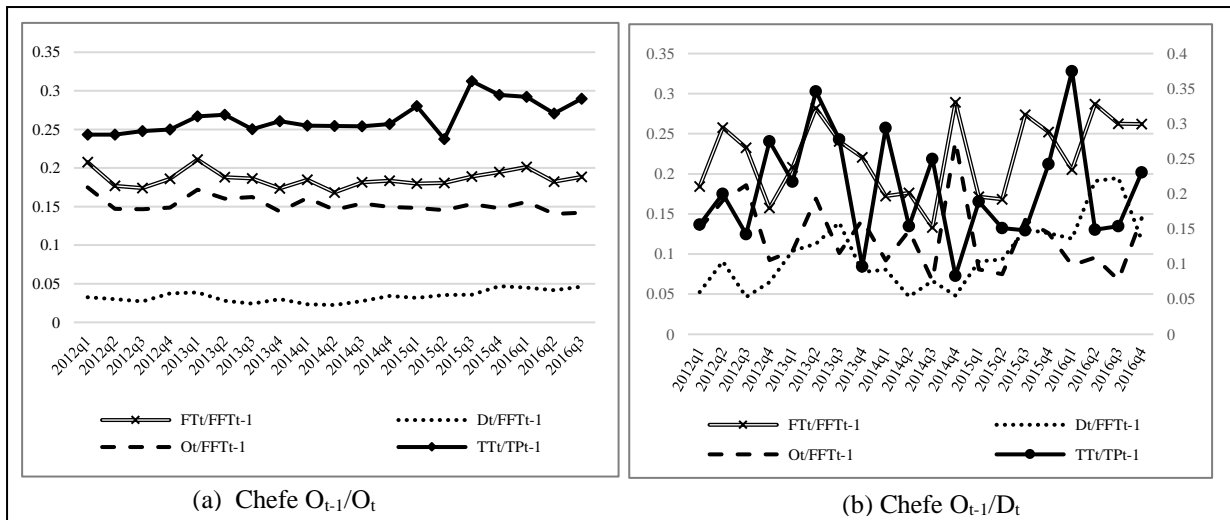 0.35
0.3
0.25
0.2
0.15
0.1
0.05
0
2012q1
2012q2
2012q3
2012q4
2013q1
2013q2
2013q3
2013q4
2014q1
2014q2
2014q3
2014q4
2015q1
2015q2
2015q3
2015q4
2016q1
2016q2
2016q3
FTt/FFTt-1
Dt/FFTt-1
Ot/FFTt-1
TTt/TPt-1
(a) Chefe Oₜ₋₁/Oₜ
0.35
0.3
0.25
0.2
0.15
0.1
0.05
0
0.4
0.35
0.3
0.25
0.2
0.15
0.1
0.05
0
2012q1
2012q2
2012q3
2012q4
2013q1
2013q2
2013q3
2013q4
2014q1
2014q2
2014q3
2014q4
2015q1
2015q2
2015q3
2015q4
2016q1
2016q2
2016q3
2016q4
FTt/FFTt-1
Dt/FFTt-1
Ot/FFTt-1
TTt/TPt-1
(b) Chefe Oₜ₋₁/Dₜ